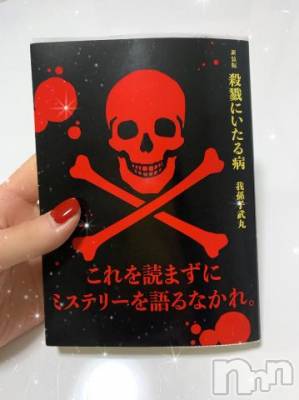 新装版
殺戮にいたる病
我孫子武丸
これを読まずに
ミステリーを語るなかれ。